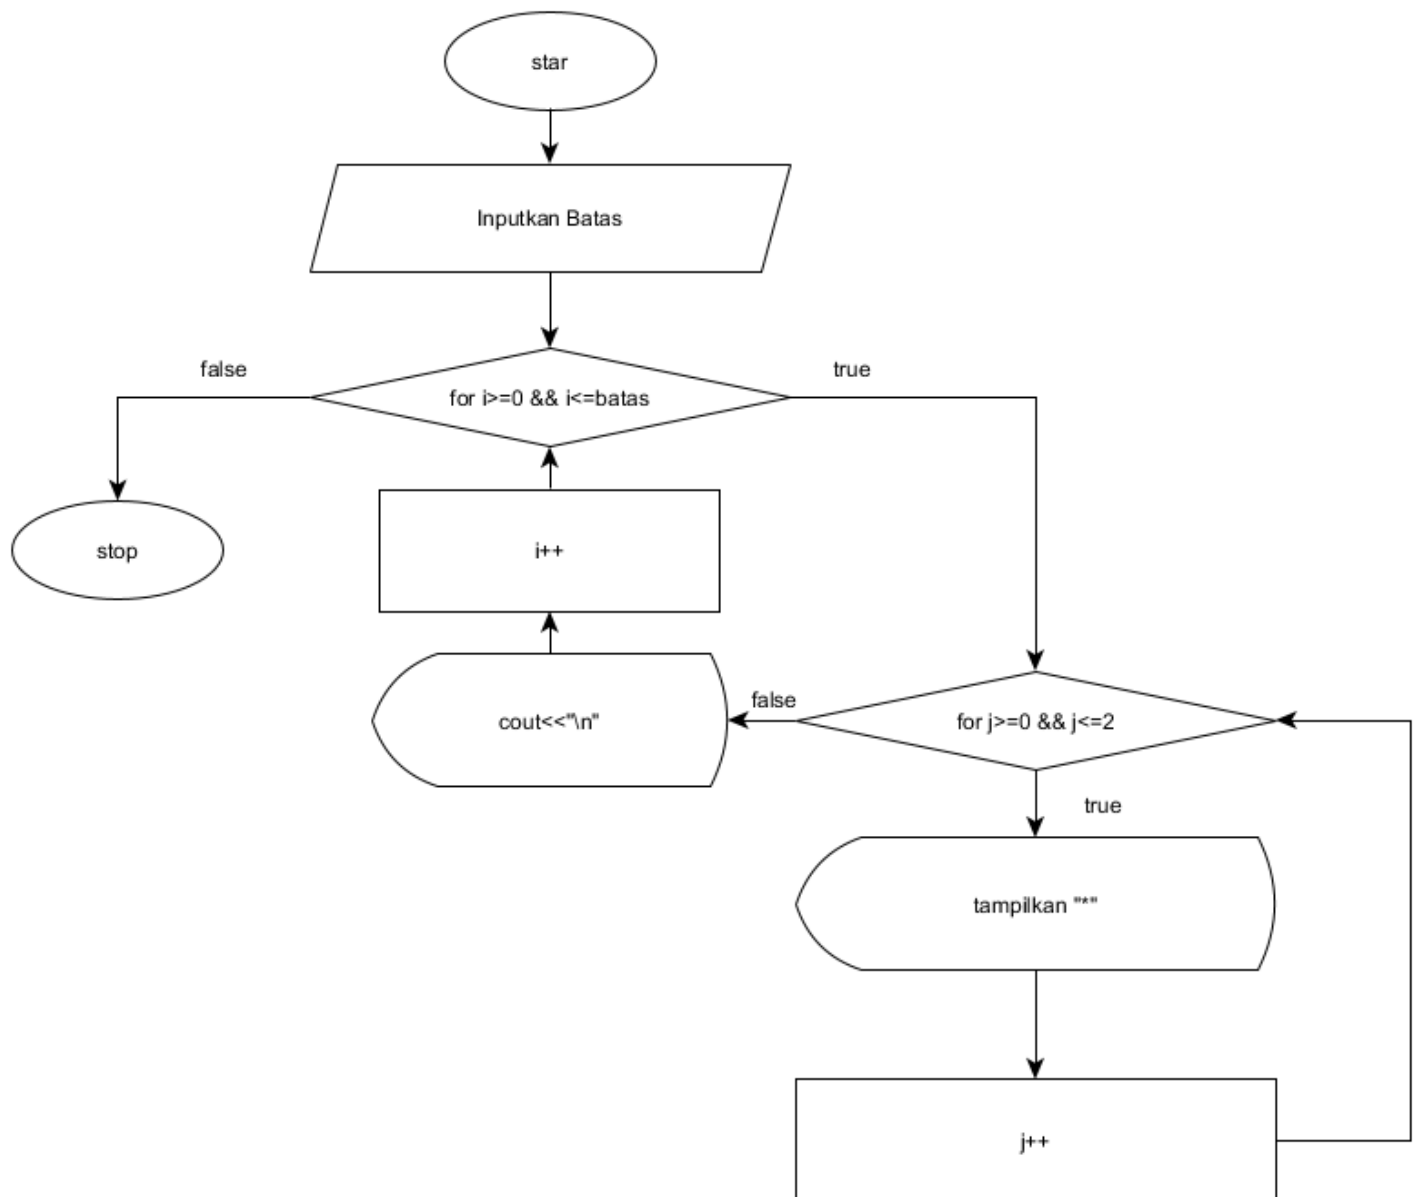 star
Inputkan Batas
false
true
for i>=0 && i<=batas
stop
i++
cout<<"\n"
false
for j>=0 && j<=2
true
tampilkan "*"
j++